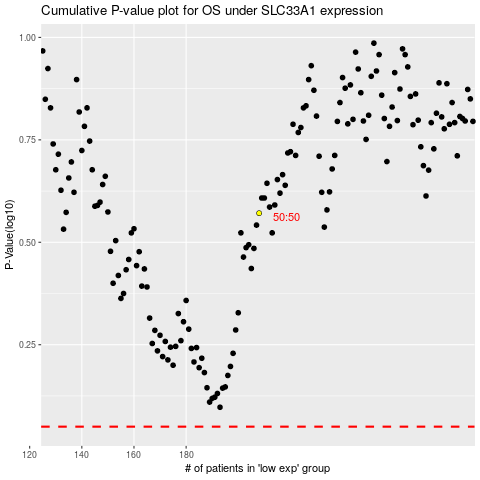 Cumulative P-value plot for OS under SLC33A1 expression
P-Value(log10)
1.00
0.75
0.50
0.25
50:50
120 140 160 180
# of patients in 'low exp' group